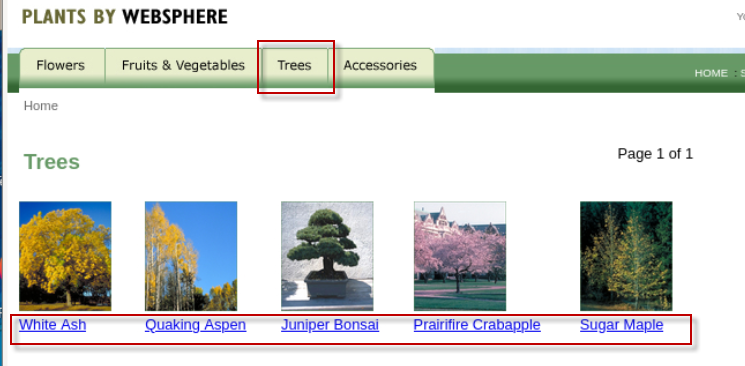 PLANTS BY WEBSPHERE
Flowers Fruits & Vegetables Trees Accessories
HOME :
Home
Trees
Page 1 of 1
White Ash Quaking Aspen Juniper Bonsai Prairifire Crabapple Sugar Maple